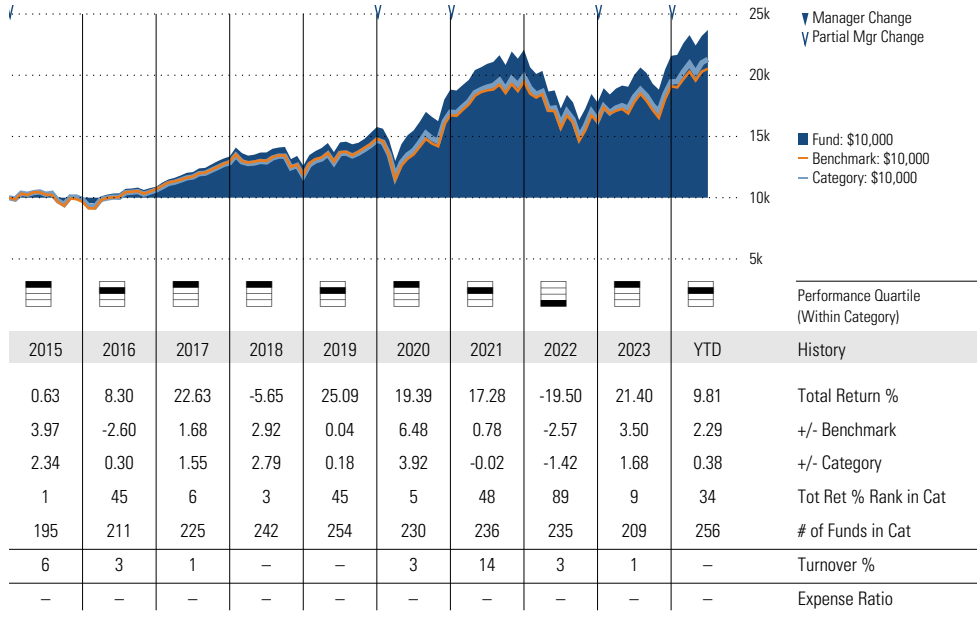 25k
20k
15k
10k
5k
Manager Change
Partial Mgr Change
Fund: $10,000
Benchmark: $10,000
Category: $10,000
Performance Quartile
(Within Category)
2015 2016 2017 2018 2019 2020 2021 2022 2023 YTD History
0.63 8.30 22.63 -5.65 25.09 19.39 17.28 -19.50 21.40 9.81 Total Return %
3.97 -2.60 1.68 2.92 0.04 6.48 0.78 -2.57 3.50 2.29 +/- Benchmark
2.34 0.30 1.55 2.79 0.18 3.92 -0.02 -1.42 1.68 0.38 +/- Category
1 45 6 3 45 5 48 89 9 34 Tot Ret % Rank in Cat
195 211 225 242 254 230 236 235 209 256 # of Funds in Cat
6 3 1 – – 3 14 3 1 – Turnover %
– – – – – – – – – – Expense Ratio